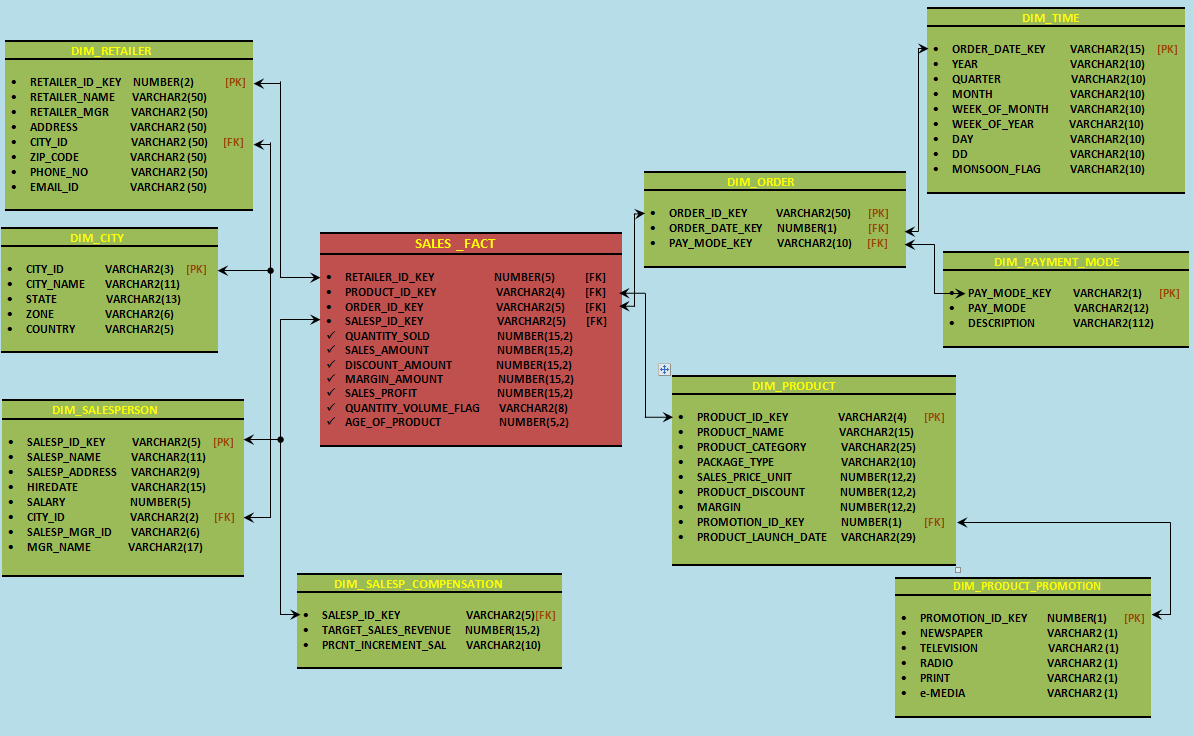 DIM_RETAILER
• RETAILER_ID_KEY NUMBER(2) [PK]
• RETAILER_NAME VARCHAR2(50)
• RETAILER_MGR VARCHAR2(50)
• ADDRESS VARCHAR2(50)
• CITY_ID VARCHAR2(50) [FK]
• ZIP_CODE VARCHAR2(50)
• PHONE_NO VARCHAR2(50)
• EMAIL_ID VARCHAR2(50)
DIM_CITY
• CITY_ID VARCHAR2(3) [PK]
• CITY_NAME VARCHAR2(11)
• STATE VARCHAR2(13)
• ZONE VARCHAR2(6)
• COUNTRY VARCHAR2(5)
DIM_SALESPERSON
• SALESP_ID_KEY VARCHAR2(5) [PK]
• SALESP_NAME VARCHAR2(11)
• SALESP_ADDRESS VARCHAR2(9)
• HIREDATE VARCHAR2(15)
• SALARY NUMBER(5)
• CITY_ID VARCHAR2(2) [FK]
• SALESP_MGR_ID VARCHAR2(6)
• MGR_NAME VARCHAR2(17)
SALES _FACT
• RETAILER_ID_KEY NUMBER(5) [FK]
• PRODUCT_ID_KEY VARCHAR2(4) [FK]
• ORDER_ID_KEY VARCHAR2(5) [FK]
• SALESP_ID_KEY VARCHAR2(5) [FK]
✓ QUANTITY_SOLD NUMBER(15,2)
✓ SALES_AMOUNT NUMBER(15,2)
✓ DISCOUNT_AMOUNT NUMBER(15,2)
✓ MARGIN_AMOUNT NUMBER(15,2)
✓ SALES_PROFIT NUMBER(15,2)
✓ QUANTITY_VOLUME_FLAG VARCHAR2(8)
✓ AGE_OF_PRODUCT NUMBER(5,2)
DIM_SALESP_COMPENSATION
• SALESP_ID_KEY VARCHAR2(5)[FK]
• TARGET_SALES_REVENUE NUMBER(15,2)
• PRCNT_INCREMENT_SAL VARCHAR2(10)
DIM_ORDER
• ORDER_ID_KEY VARCHAR2(50) [PK]
• ORDER_DATE_KEY NUMBER(1) [FK]
• PAY_MODE_KEY VARCHAR2(10) [FK]
DIM_TIME
• ORDER_DATE_KEY VARCHAR2(15) [PK]
• YEAR VARCHAR2(10)
• QUARTER VARCHAR2(10)
• MONTH VARCHAR2(10)
• WEEK_OF_MONTH VARCHAR2(10)
• WEEK_OF_YEAR VARCHAR2(10)
• DAY VARCHAR2(10)
• DD VARCHAR2(10)
• MONSOON_FLAG VARCHAR2(10)
DIM_PAYMENT_MODE
• PAY_MODE_KEY VARCHAR2(1) [PK]
• PAY_MODE VARCHAR2(12)
• DESCRIPTION VARCHAR2(112)
DIM_PRODUCT
• PRODUCT_ID_KEY VARCHAR2(4) [PK]
• PRODUCT_NAME VARCHAR2(15)
• PRODUCT_CATEGORY VARCHAR2(25)
• PACKAGE_TYPE VARCHAR2(10)
• SALES_PRICE_UNIT NUMBER(12,2)
• PRODUCT_DISCOUNT NUMBER(12,2)
• MARGIN NUMBER(12,2)
• PROMOTION_ID_KEY NUMBER(1) [FK]
• PRODUCT_LAUNCH_DATE VARCHAR2(29)
DIM_PRODUCT_PROMOTION
• PROMOTION_ID_KEY NUMBER(1) [PK]
• NEWSPAPER VARCHAR2(1)
• TELEVISION VARCHAR2(1)
• RADIO VARCHAR2(1)
• PRINT VARCHAR2(1)
• e-MEDIA VARCHAR2(1)